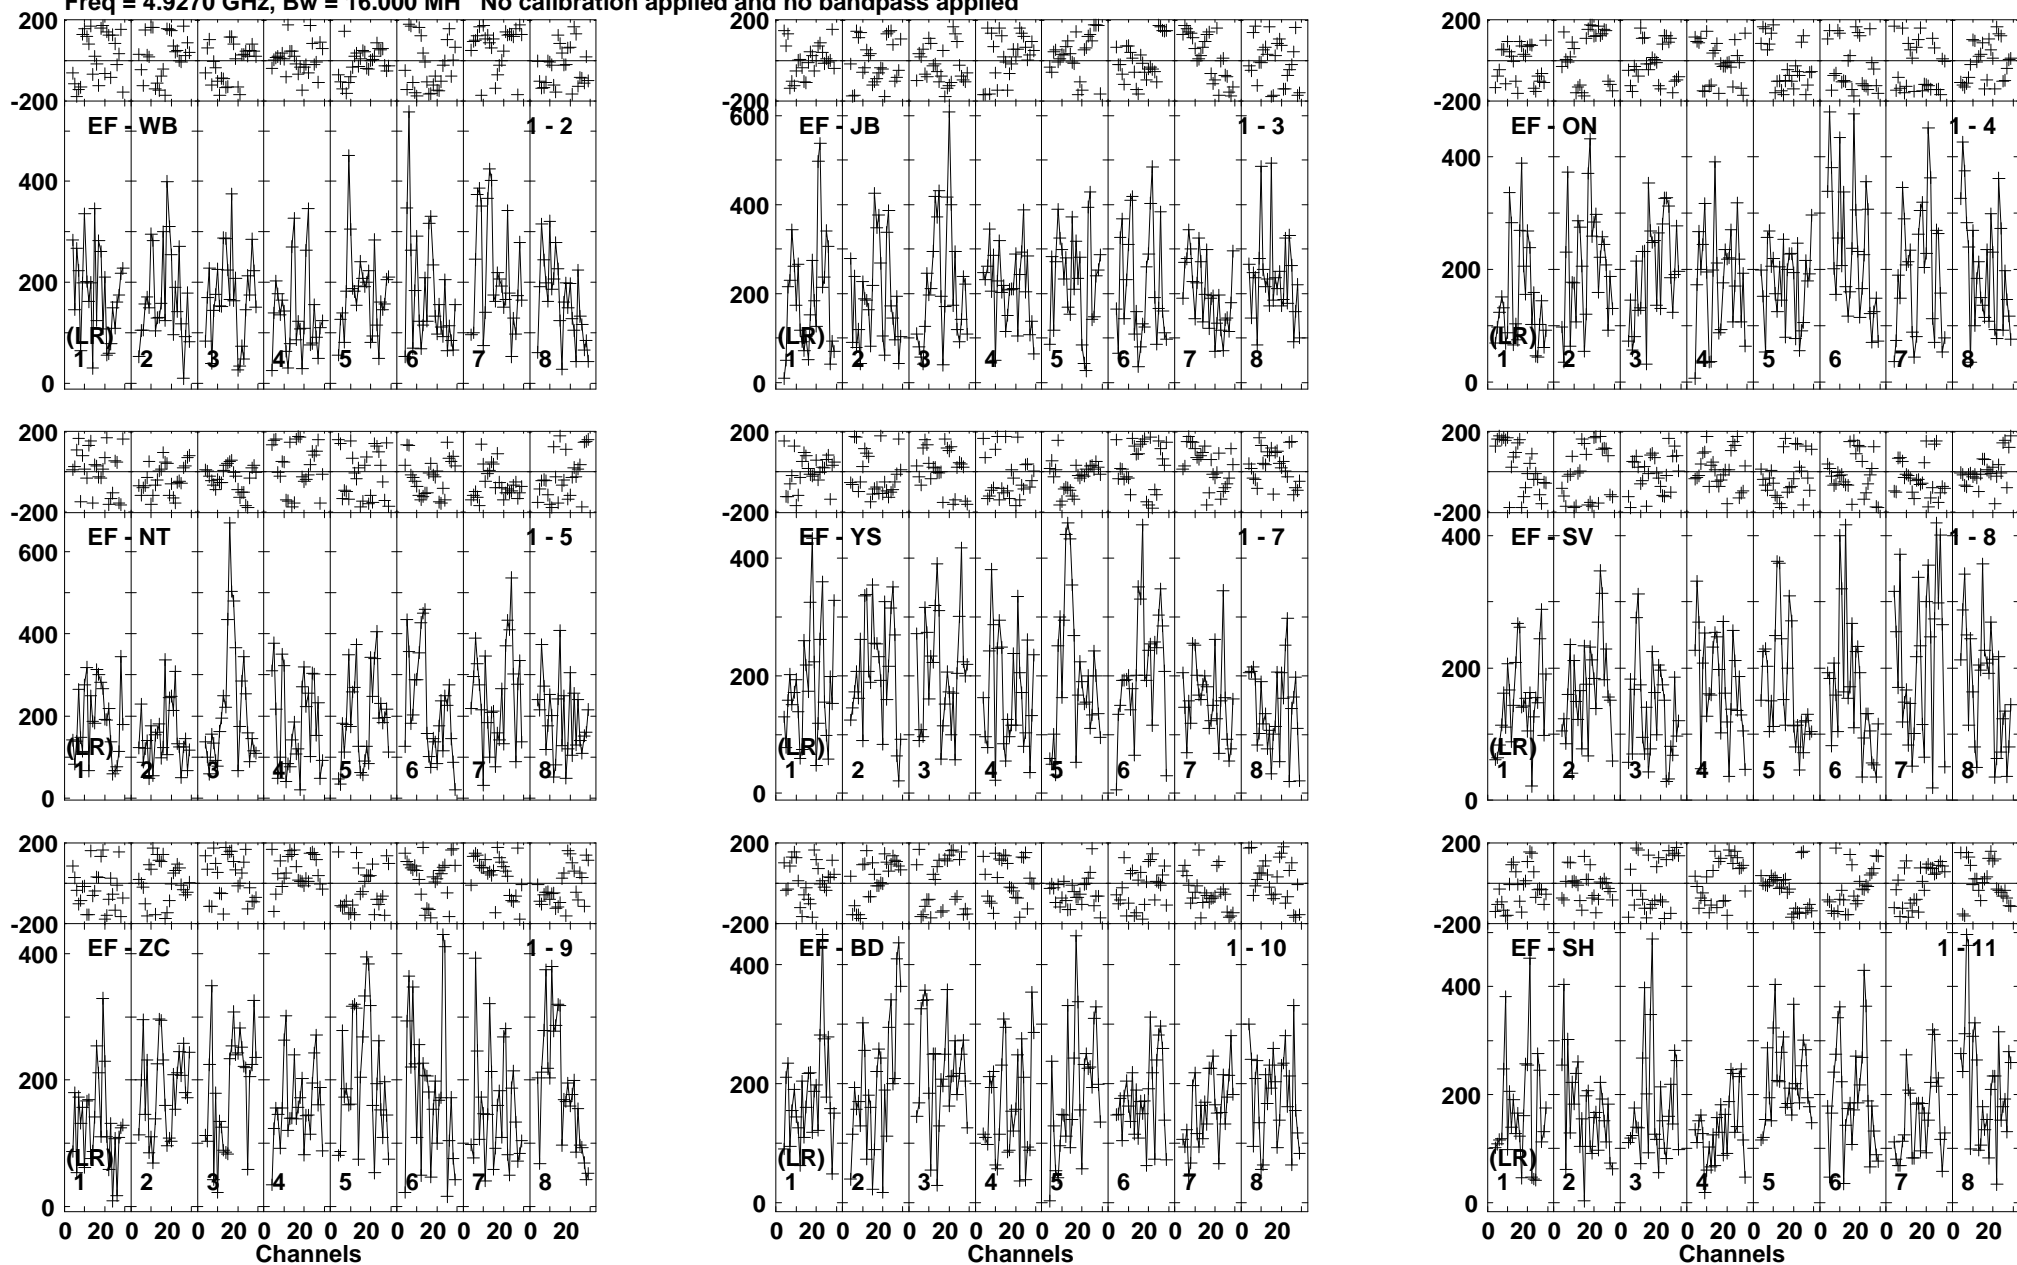 Freq = 4.9270 GHz, Bw = 16.000 MH No calibration applied and no bandpass applied
200 200 200
-200 -200 -200
EF - WB 1 - 2 EF - JB 1 - 3 EF - ON 1 - 4
600
400 400 400
200 200 200
(LR) (LR) (LR)
1 2 3 4 5 6 7 8 1 2 3 4 5 6 7 8 1 2 3 4 5 6 7 8
0 0 0
200 200 200
-200 -200 -200
EF - NT 1 - 5 EF - YS 1 - 7 EF - SV 1 - 8
600 400 400
400
200 200 200
(LR) (LR) (LR)
1 2 3 4 5 6 7 8 1 2 3 4 5 6 7 8 1 2 3 4 5 6 7 8
0 0 0
200 200 200
-200 -200 -200
EF - ZC 1 - 9 EF - BD 1 - 10 EF - SH 1 - 11
400 400 400
200 200 200
(LR) (LR) (LR)
1 2 3 4 5 6 7 8 1 2 3 4 5 6 7 8 1 2 3 4 5 6 7 8
0 0 0
0 20 0 20 0 20 0 20 0 20 0 20 0 20 0 20 0 20 0 20 0 20 0 20 0 20 0 20 0 20 0 20 0 20 0 20 0 20 0 20 0 20 0 20 0 20 0 20
Channels Channels Channels